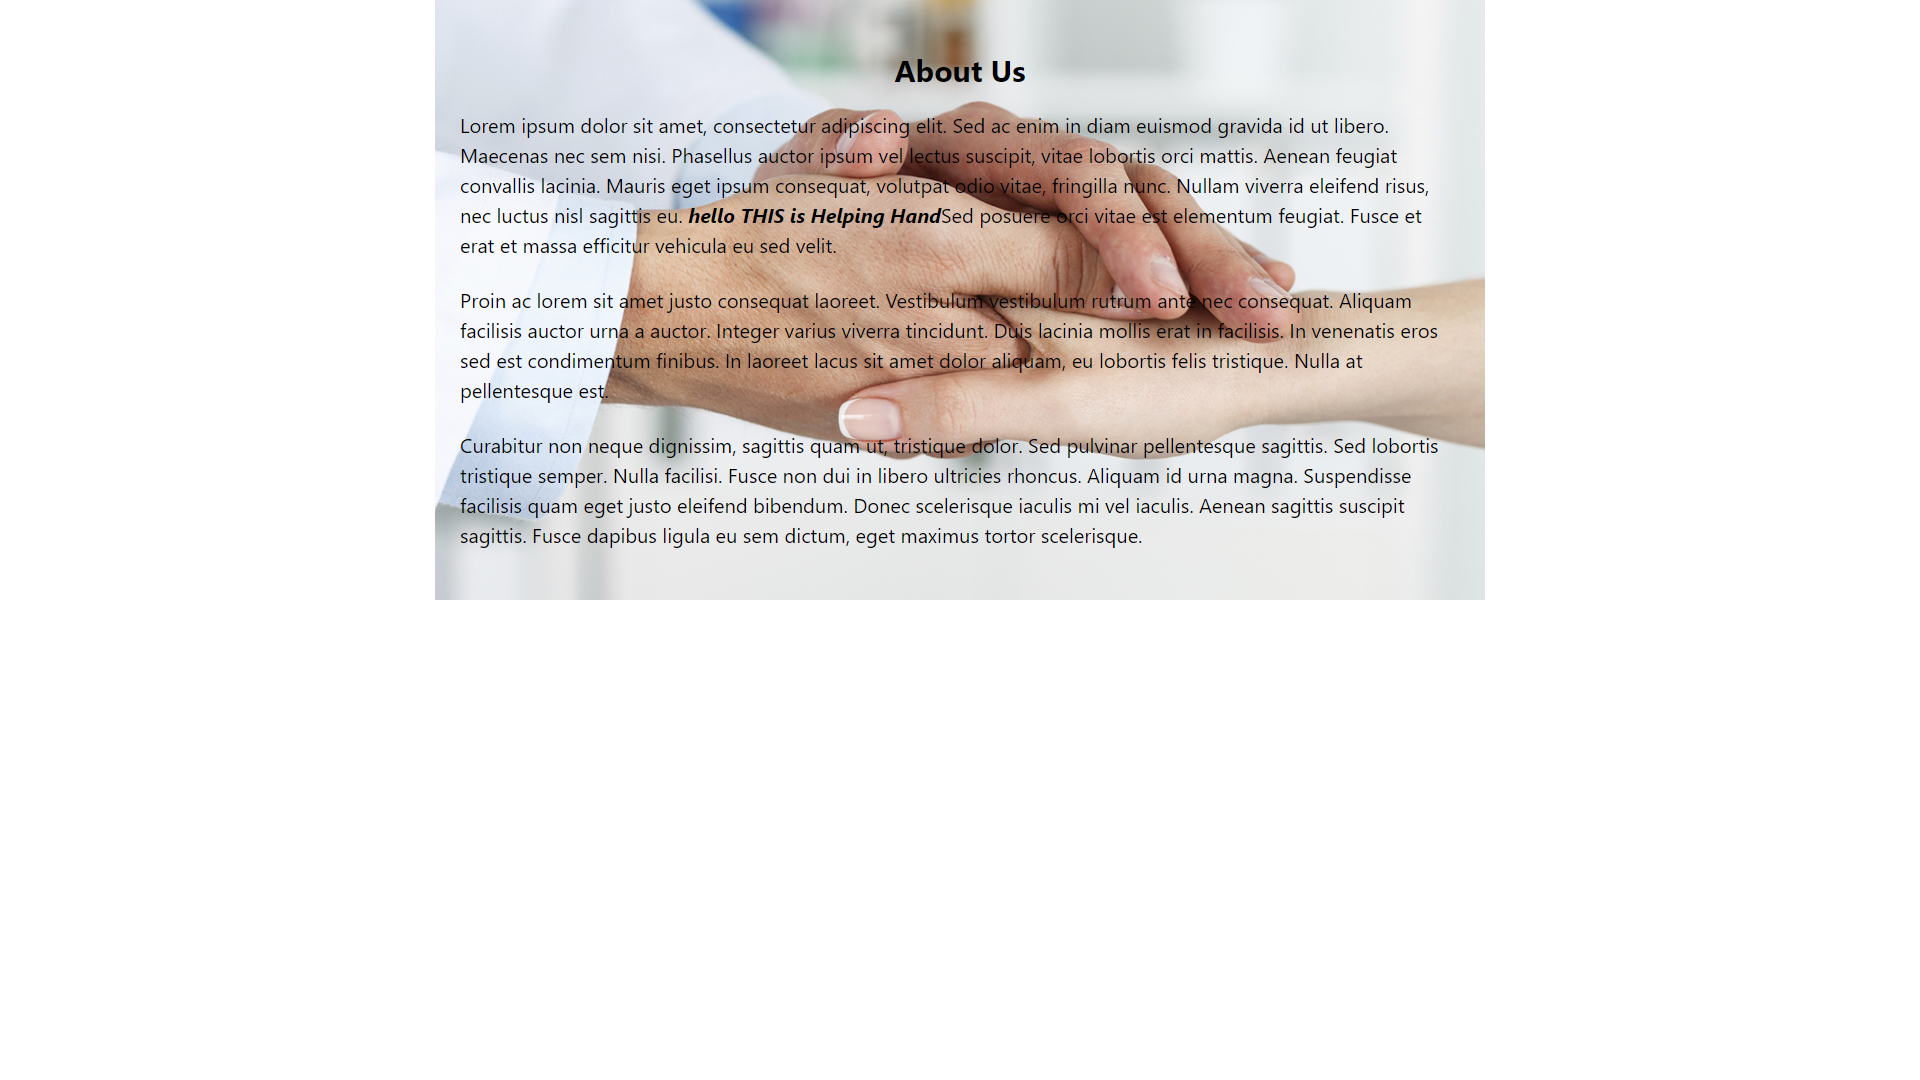 About Us
Lorem ipsum dolor sit amet, consectetur adipiscing elit. Sed ac enim in diam euismod gravida id ut libero.
Maecenas nec sem nisi. Phasellus auctor ipsum vel lectus suscipit, vitae lobortis orci mattis. Aenean feugiat
convallis lacinia. Mauris eget ipsum consequat, volutpat odio vitae, fringilla nunc. Nullam viverra eleifend risus,
nec luctus nisl sagittis eu. hello THIS is Helping HandSed posuere orci vitae est elementum feugiat. Fusce et
erat et massa efficitur vehicula eu sed velit.
Proin ac lorem sit amet justo consequat laoreet. Vestibulum vestibulum rutrum ante nec consequat. Aliquam
facilisis auctor urna a auctor. Integer varius viverra tincidunt. Duis lacinia mollis erat in facilisis. In venenatis eros
sed est condimentum finibus. In laoreet lacus sit amet dolor aliquam, eu lobortis felis tristique. Nulla at
pellentesque est.
Curabitur non neque dignissim, sagittis quam ut, tristique dolor. Sed pulvinar pellentesque sagittis. Sed lobortis
tristique semper. Nulla facilisi. Fusce non dui in libero ultricies rhoncus. Aliquam id urna magna. Suspendisse
facilisis quam eget justo eleifend bibendum. Donec scelerisque iaculis mi vel iaculis. Aenean sagittis suscipit
sagittis. Fusce dapibus ligula eu sem dictum, eget maximus tortor scelerisque.